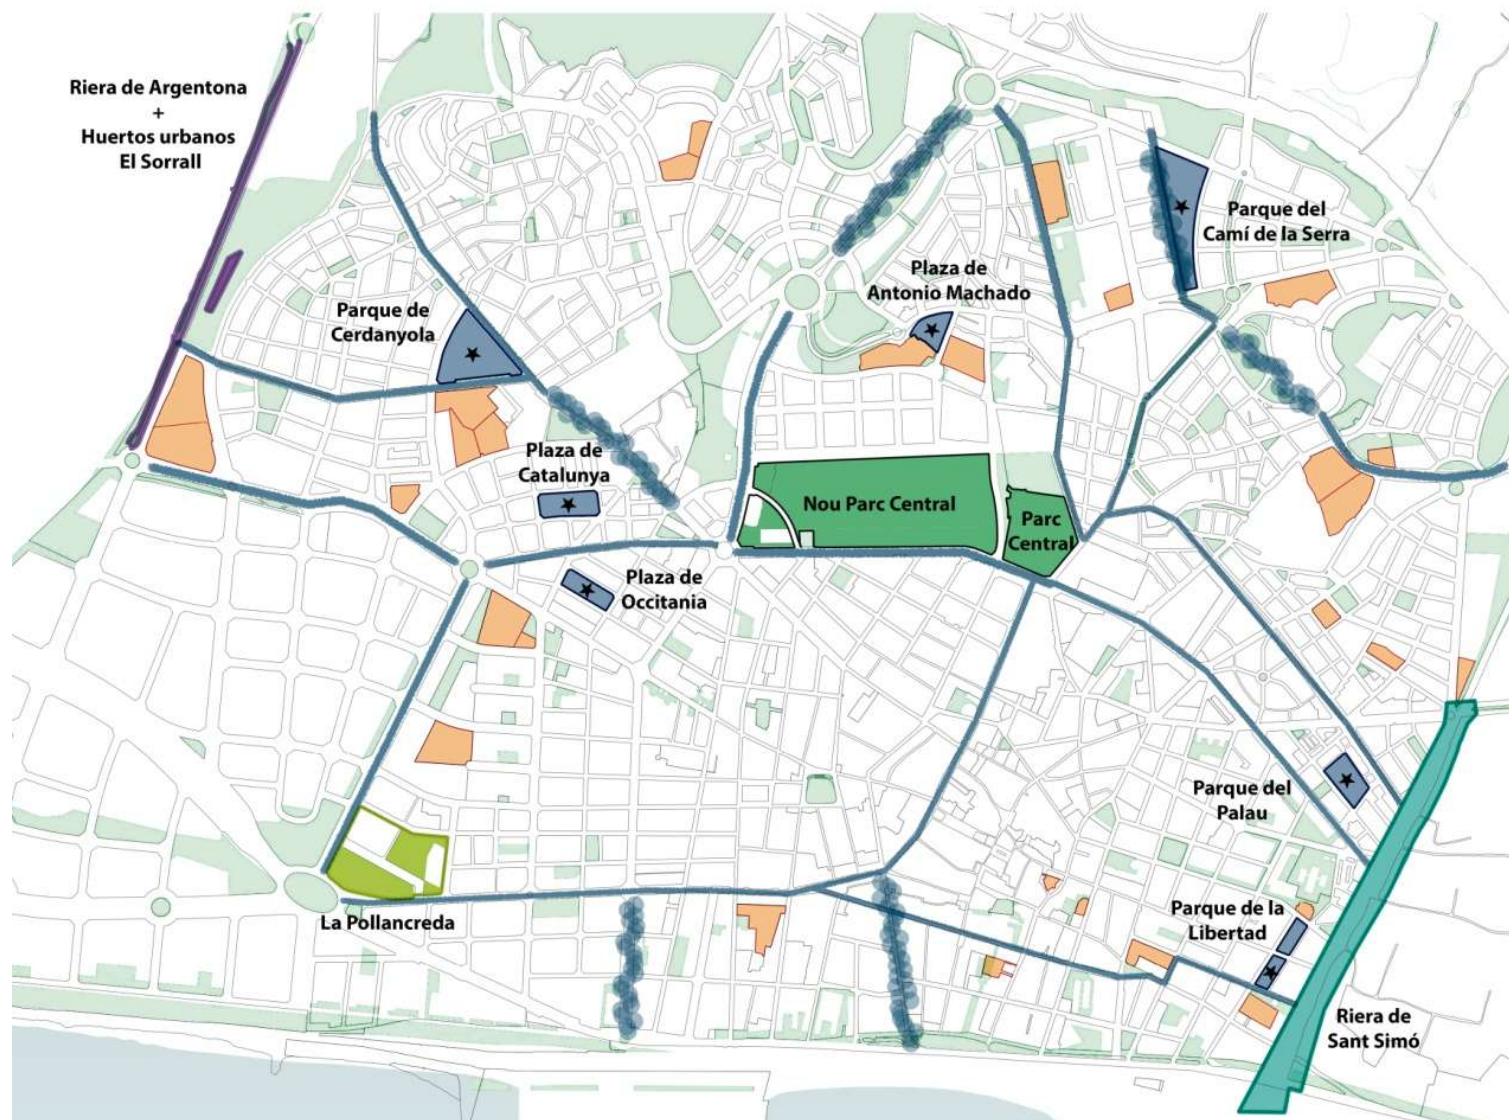 Riera de Argentona
+
Huertos urbanos
El Sorrall
Parque del
Camí de la Serra
Plaza de
Antonio Machado
Parque de
Cerdanyola
Plaza de
Catalunya
Nou Parc Central
Parc
Central
Plaza de
Occitania
Parque del
Palau
La Pollancreda
Parque de la
Libertad
Riera de
Sant Simó